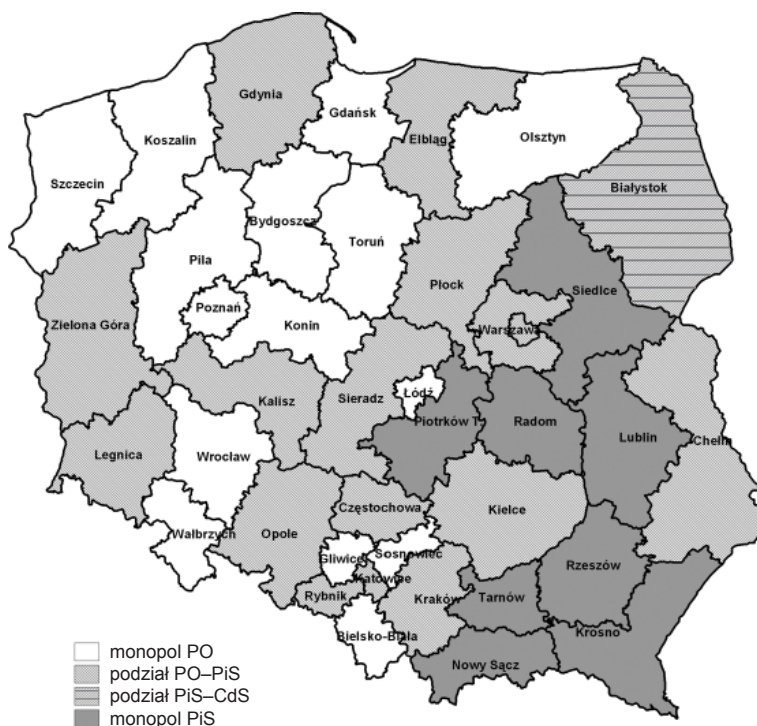 Gdynia
Gdańsk
Koszalin
Elbląg
Olsztyn
Szczecin
Białystok
Bydgoszcz
Toruń
Piła
Siedlce
Płock
Poznań
Zielona Góra
Konin
Warszawa
Kalisz
Sieradz
Łódź
Piotrków T.
Radom
Lublin
Chełm
Legnica
Wrocław
Częstochowa
Kielce
Wałbrzych
Opole
Gliwice
Sosnowiec
Katowice
Rzeszów
Rybnik
Kraków
Tarnów
Krosno
Bielsko-Biała
Nowy Sącz
monopol PO
podział PO–PiS
podział PiS–CdS
monopol PiS